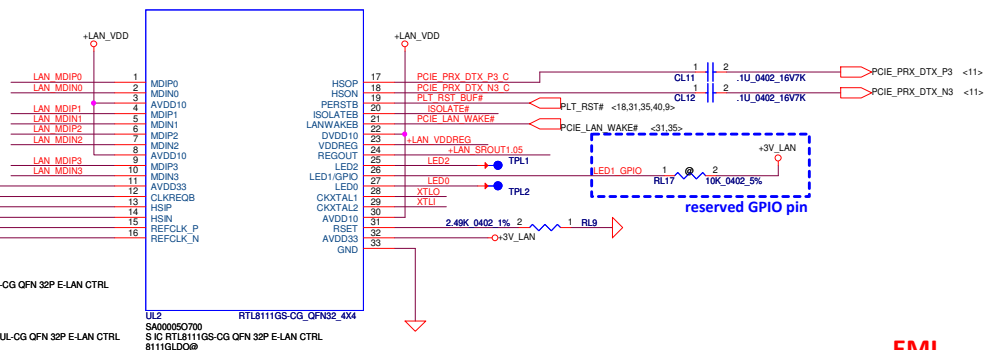 +LAN_VDD
+LAN_VDD
LAN_MDIP0 1 MDIP0 HSOP 17 PCIE_PRX_DTX_P3_C 1 2 PCIE_PRX_DTX_P3 <11>
CL11 .1U_0402_16V7K
LAN_MDIN0 2 MDIN0 HSON 18 PCIE_PRX_DTX_N3_C 1 2 PCIE_PRX_DTX_N3 <11>
CL12 .1U_0402_16V7K
3 AVDD10 PERSTB 19 PLT_RST_BUF# PLT_RST# <18,31,35,40,9>
LAN_MDIP1 4 MDIP1 ISOLATEB 20 ISOLATE#
LAN_MDIN1 5 MDIN1 LANWAKEB 21 PCIE_LAN_WAKE# PCIE_LAN_WAKE# <31,35>
LAN_MDIP2 6 MDIP2 DVDD10 22
LAN_MDIN2 7 MDIN2 VDDREG 23 +LAN_VDDREG
8 AVDD10 REGOUT 24 +LAN_SROUT1.05 +3V_LAN
LAN_MDIP3 9 MDIP3 LED2 25 LED2 TPL1
LAN_MDIN3 10 MDIN3 LED1/GPIO 26 LED1_GPIO @
RL17 10K_0402_5%
11 AVDD33 LED0 27 LED0 TPL2
12 CLKREQB CKXTAL1 28 XTLO
13 HSIP CKXTAL2 29 XTLI
reserved GPIO pin
14 HSIN AVDD10 30
15 REFCLK_P RSET 31 2.49K_0402_1% 2 1 RL9
16 REFCLK_N AVDD33 32 +3V_LAN
GND 33
-CG QFN 32P E-LAN CTRL
UL2 RTL8111GS-CG_QFN32_4X4
SA00005O700
UL-CG QFN 32P E-LAN CTRL S IC RTL8111GS-CG QFN 32P E-LAN CTRL
8111GLDO@
EMI